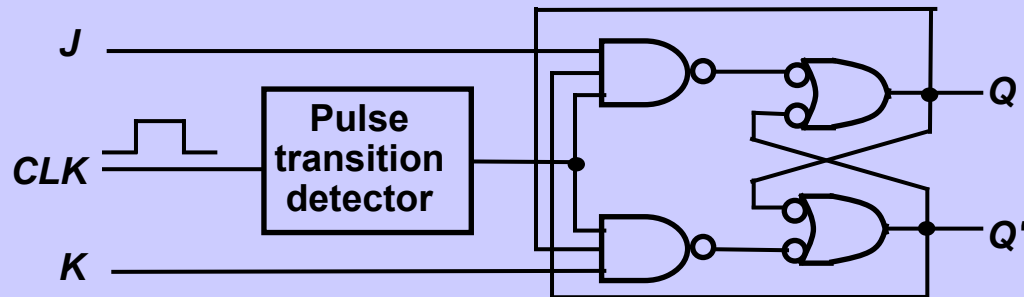 J
Pulse
transition
detector
CLK
K
Q
Q'